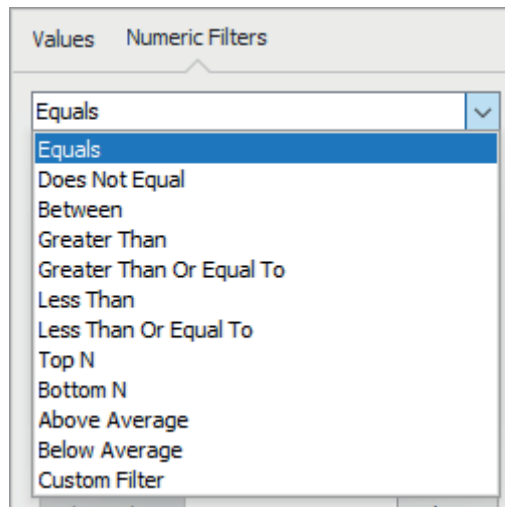 Values Numeric Filters
Equals
Equals
Does Not Equal
Between
Greater Than
Greater Than Or Equal To
Less Than
Less Than Or Equal To
Top N
Bottom N
Above Average
Below Average
Custom Filter